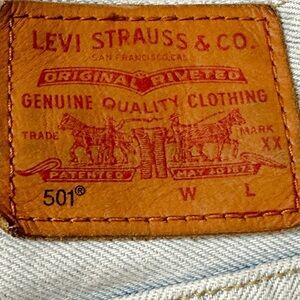 LEVI STRAUSS & CO.
SAN FRANCISCO, CAL.
ORIGINAL RIVETED
GENUINE QUALITY CLOTHING
TRADE MARK
XX
PATENTED MAY 20 1873
501® W L